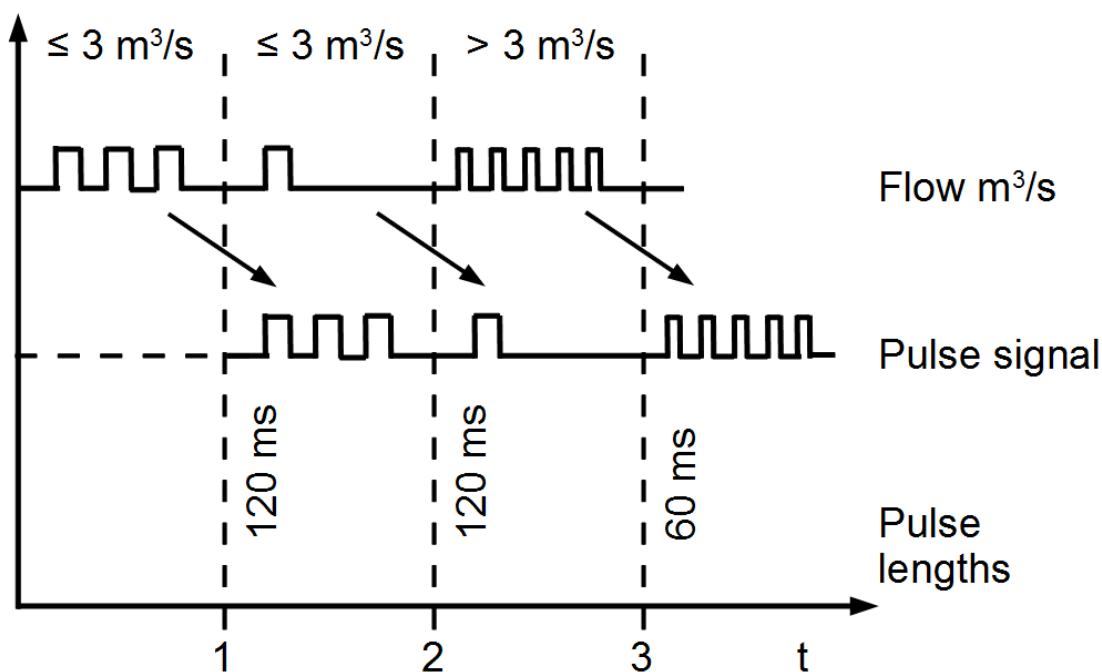 ≤ 3 m³/s ≤ 3 m³/s > 3 m³/s
Flow m³/s
Pulse signal
120 ms 120 ms 60 ms
Pulse
lengths
1 2 3 t